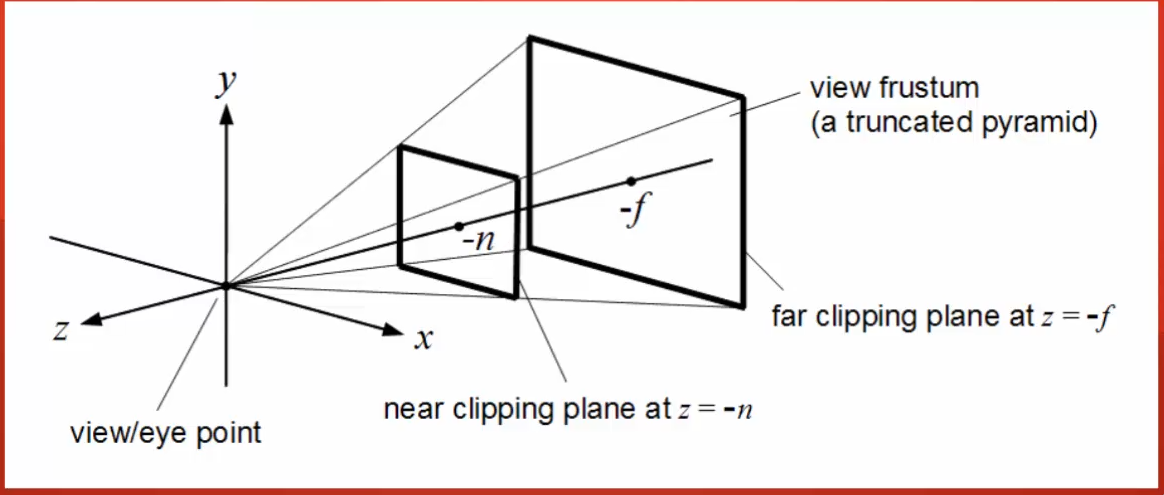 y
view frustum
(a truncated pyramid)
-f
-n
z
x
far clipping plane at z = -f
near clipping plane at z = -n
view/eye point